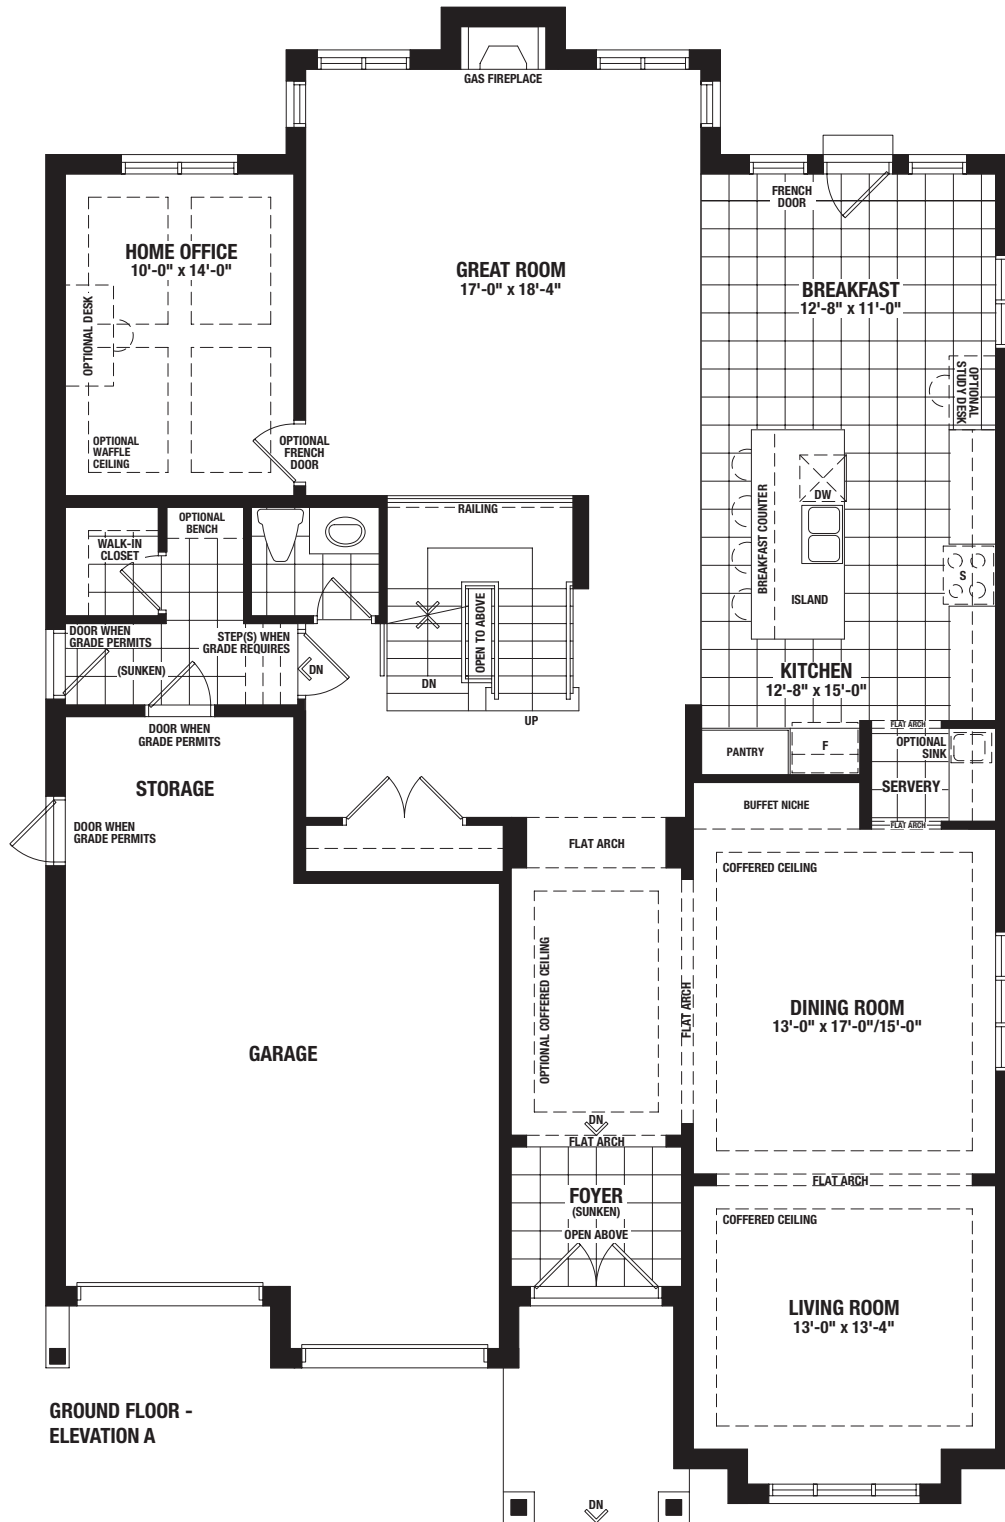 GAS FIREPLACE
FRENCH
DOOR
HOME OFFICE
10'-0" x 14'-0"
GREAT ROOM
17'-0" x 18'-4"
BREAKFAST
12'-8" x 11'-0"
OPTIONAL DESK
OPTIONAL
STUDY DESK
OPTIONAL
WAFFLE
CEILING
OPTIONAL
FRENCH
DOOR
DW
BREAKFAST COUNTER
ISLAND
S
RAILING
OPTIONAL
BENCH
WALK-IN
CLOSET
OPEN TO ABOVE
DOOR WHEN
GRADE PERMITS
(SUNKEN)
STEP(S) WHEN
GRADE REQUIRES
DN
DN
UP
KITCHEN
12'-8" x 15'-0"
DOOR WHEN
GRADE PERMITS
STORAGE
DOOR WHEN
GRADE PERMITS
PANTRY
F
FLAT ARCH
OPTIONAL
SINK
SERVERY
FLAT ARCH
BUFFET NICHE
FLAT ARCH
COFFERED CEILING
OPTIONAL COFFERED CEILING
FLAT ARCH
DINING ROOM
13'-0" x 17'-0"/15'-0"
GARAGE
DN
FLAT ARCH
FOYER
(SUNKEN)
OPEN ABOVE
FLAT ARCH
COFFERED CEILING
LIVING ROOM
13'-0" x 13'-4"
GROUND FLOOR -
ELEVATION A
DN